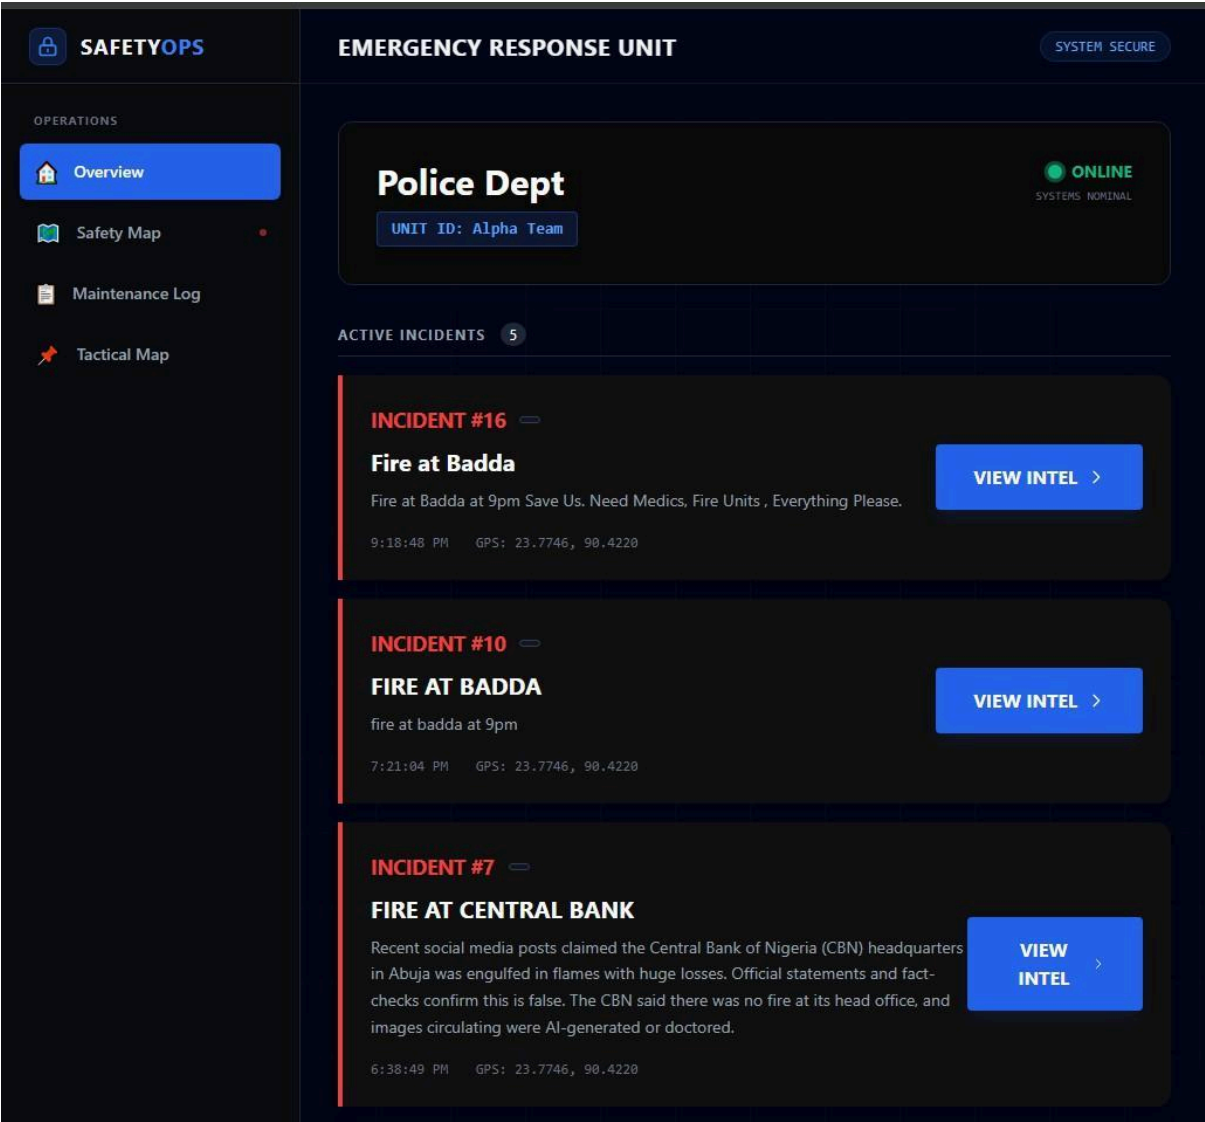 SAFETYOPS
EMERGENCY RESPONSE UNIT
SYSTEM SECURE
OPERATIONS
Overview
Safety Map
Maintenance Log
Tactical Map
Police Dept
UNIT ID: Alpha Team
ONLINE
SYSTEMS NOMINAL
ACTIVE INCIDENTS 5
INCIDENT #16
Fire at Badda
Fire at Badda at 9pm Save Us. Need Medics, Fire Units , Everything Please.
9:18:48 PM GPS: 23.7746, 90.4220
VIEW INTEL
INCIDENT #10
FIRE AT BADDA
fire at badda at 9pm
7:21:04 PM GPS: 23.7746, 90.4220
VIEW INTEL
INCIDENT #7
FIRE AT CENTRAL BANK
Recent social media posts claimed the Central Bank of Nigeria (CBN) headquarters
in Abuja was engulfed in flames with huge losses. Official statements and fact-
checks confirm this is false. The CBN said there was no fire at its head office, and
images circulating were AI-generated or doctored.
6:38:49 PM GPS: 23.7746, 90.4220
VIEW
INTEL